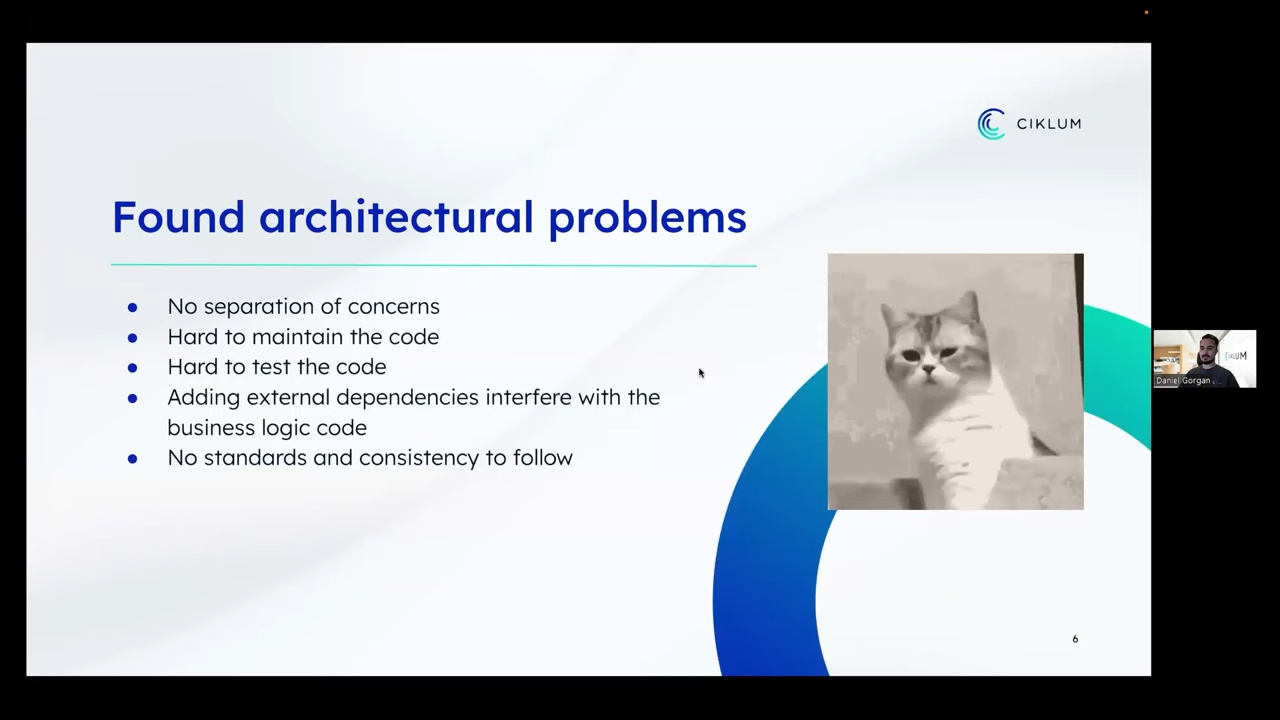 CIKLUM
Found architectural problems
● No separation of concerns
● Hard to maintain the code
● Hard to test the code
● Adding external dependencies interfere with the
business logic code
● No standards and consistency to follow
Daniel Gorgan
6